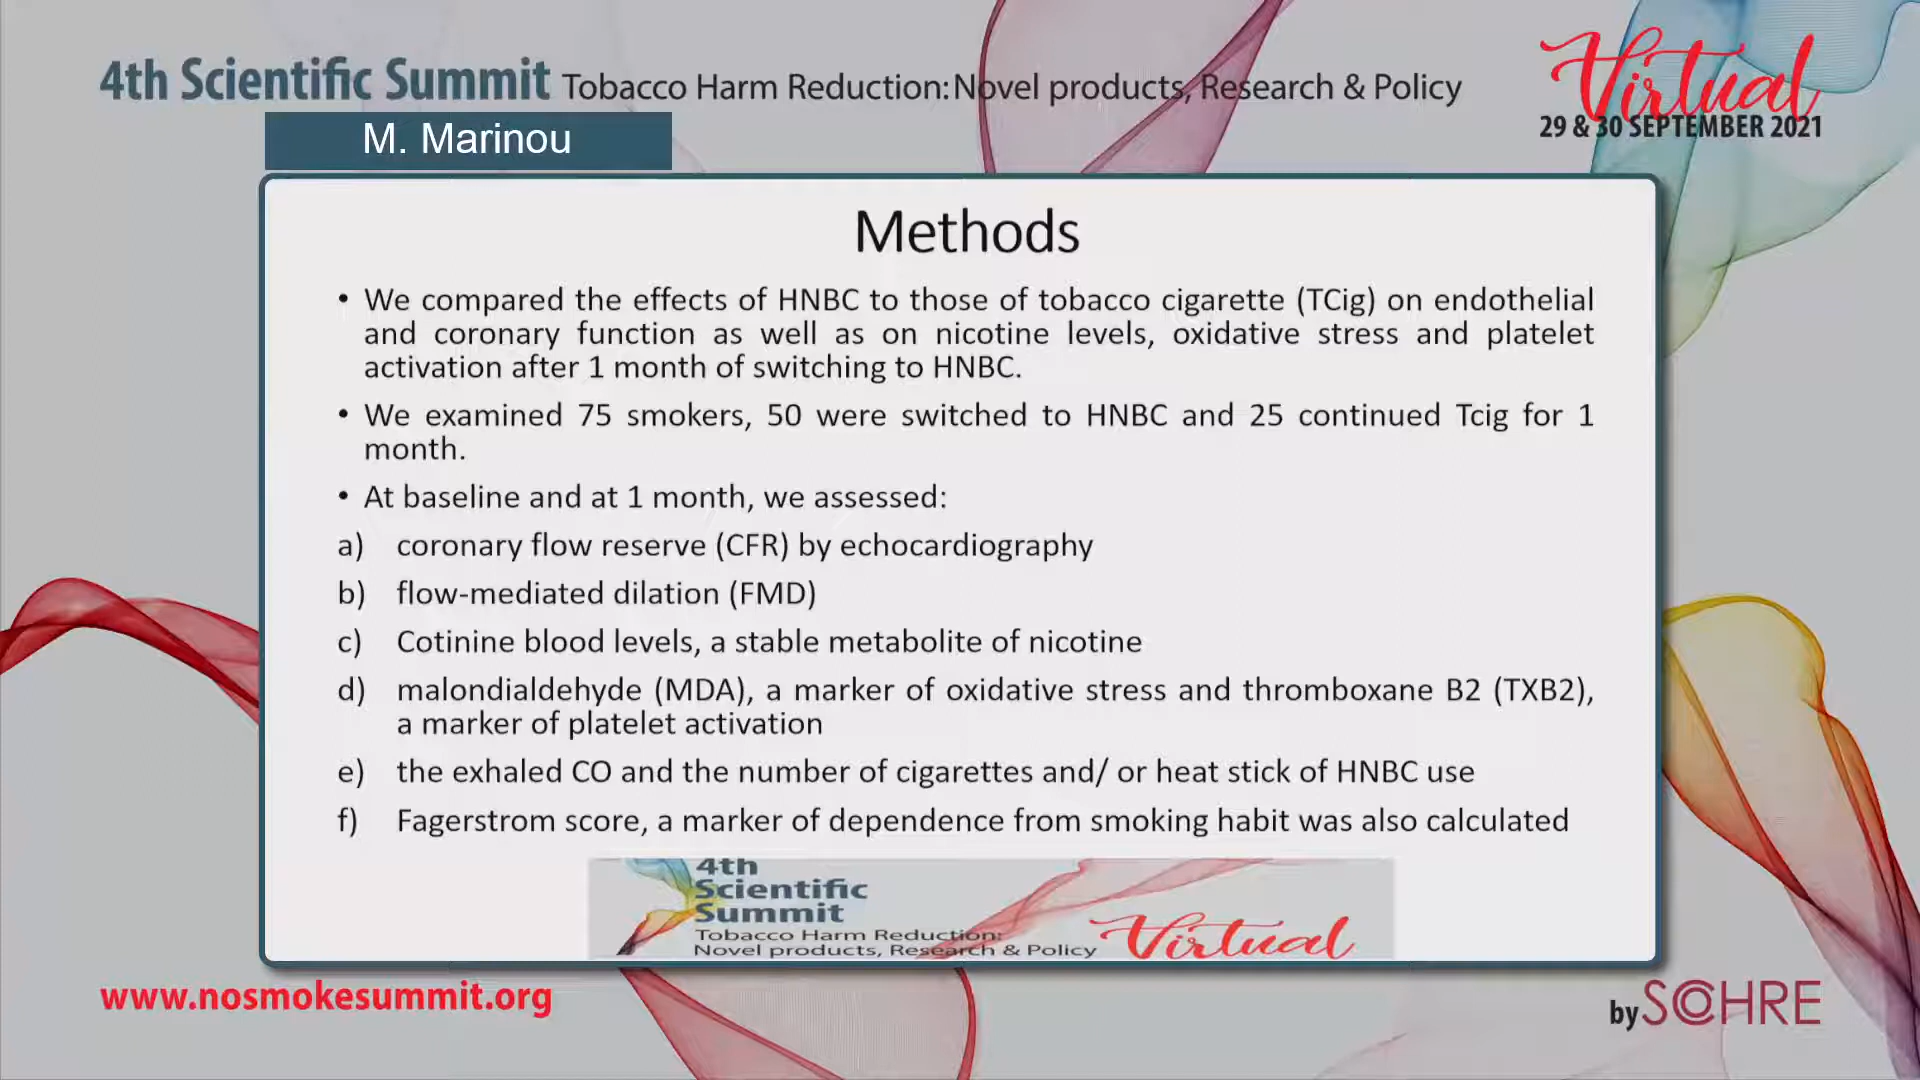 4th Scientific Summit Tobacco Harm Reduction: Novel products, Research & Policy
Virtual
29 & 30 SEPTEMBER 2021
M. Marinou
Methods
• We compared the effects of HNBC to those of tobacco cigarette (TCig) on endothelial
and coronary function as well as on nicotine levels, oxidative stress and platelet
activation after 1 month of switching to HNBC.
• We examined 75 smokers, 50 were switched to HNBC and 25 continued Tcig for 1
month.
• At baseline and at 1 month, we assessed:
a) coronary flow reserve (CFR) by echocardiography
b) flow-mediated dilation (FMD)
c) Cotinine blood levels, a stable metabolite of nicotine
d) malondialdehyde (MDA), a marker of oxidative stress and thromboxane B2 (TXB2),
a marker of platelet activation
e) the exhaled CO and the number of cigarettes and/ or heat stick of HNBC use
f) Fagerstrom score, a marker of dependence from smoking habit was also calculated
4th
Scientific
Summit
Tobacco Harm Reduction:
Novel products, Research & Policy
Virtual
www.nosmokesummit.org
by SCOHRE